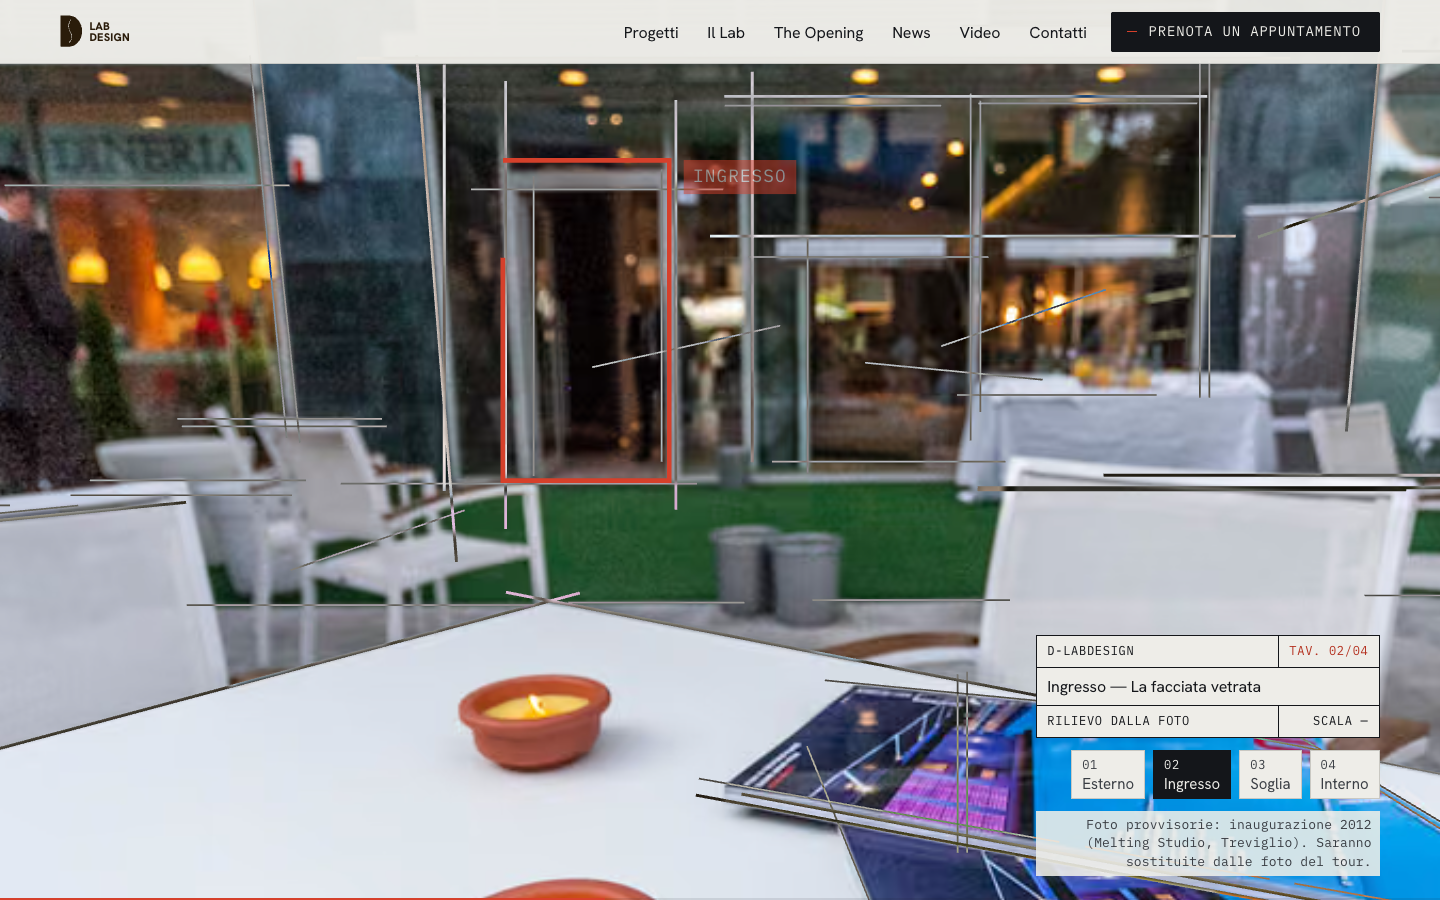 LAB
DESIGN
Progetti
Il Lab
The Opening
News
Video
Contatti
— PRENOTA UN APPUNTAMENTO
DINERIA
INGRESSO
D-LABDESIGN
TAV. 02/04
Ingresso — La facciata vetrata
RILIEVO DALLA FOTO
SCALA —
01
Esterno
02
Ingresso
03
Soglia
04
Interno
Foto provvisorie: inaugurazione 2012
(Melting Studio, Treviglio). Saranno
sostituite dalle foto del tour.